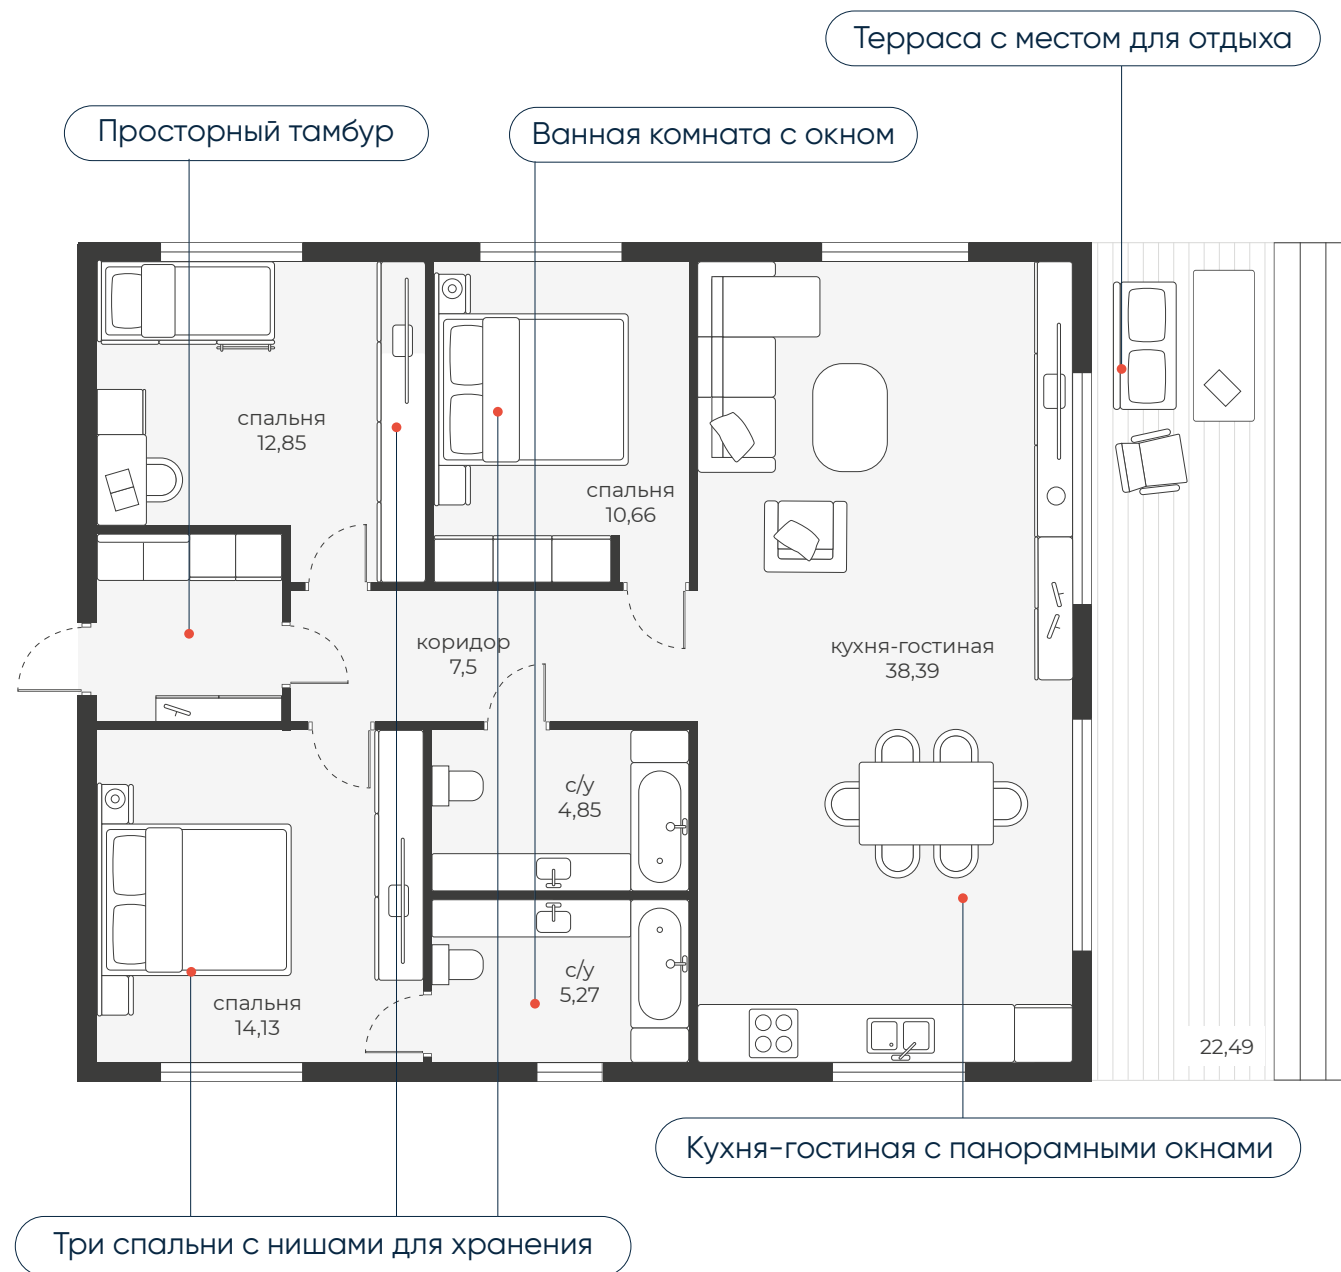 Терраса с местом для отдыха
Просторный тамбур
Ванная комната с окном
спальня
12,85
спальня
10,66
коридор
7,5
кухня-гостиная
38,39
с/у
4,85
с/у
5,27
спальня
14,13
22,49
Кухня-гостиная с панорамными окнами
Три спальни с нишами для хранения